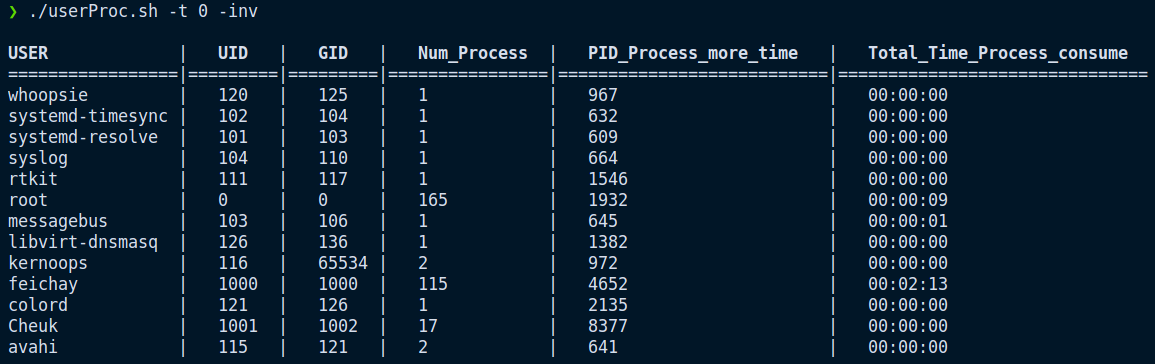 ❯ ./userProc.sh -t 0 -inv
USER             |   UID   |   GID   |   Num_Process  |   PID_Process_more_time   |   Total_Time_Process_consume
=================|=========|=========|================|===========================|===============================
whoopsie         |   120   |   125   |   1            |   967                     |   00:00:00
systemd-timesync |   102   |   104   |   1            |   632                     |   00:00:00
systemd-resolve  |   101   |   103   |   1            |   609                     |   00:00:00
syslog           |   104   |   110   |   1            |   664                     |   00:00:00
rtkit            |   111   |   117   |   1            |   1546                    |   00:00:00
root             |   0     |   0     |   165          |   1932                    |   00:00:09
messagebus       |   103   |   106   |   1            |   645                     |   00:00:01
libvirt-dnsmasq  |   126   |   136   |   1            |   1382                    |   00:00:00
kernoops         |   116   |   65534 |   2            |   972                     |   00:00:00
feichay          |   1000  |   1000  |   115          |   4652                    |   00:02:13
colord           |   121   |   126   |   1            |   2135                    |   00:00:00
Cheuk            |   1001  |   1002  |   17           |   8377                    |   00:00:00
avahi            |   115   |   121   |   2            |   641                     |   00:00:00